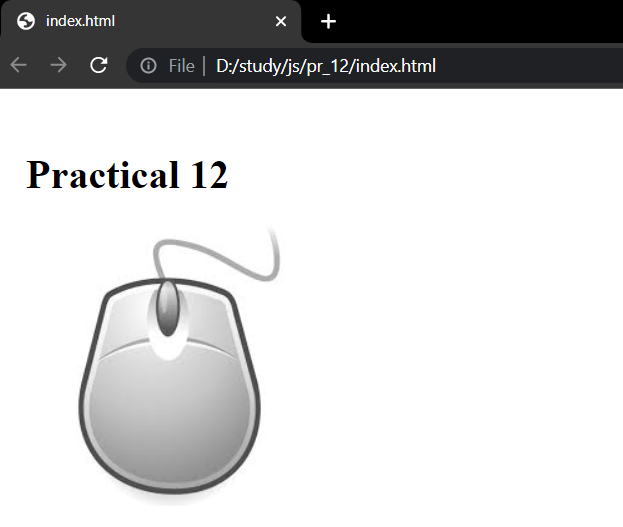 index.html
File | D:/study/js/pr_12/index.html
Practical 12